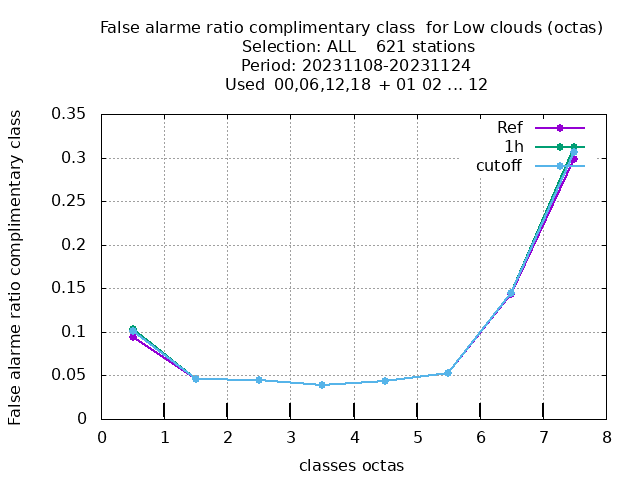 False alarme ratio complimentary class  for Low clouds (octas)
Selection: ALL    621 stations
Period: 20231108-20231124
Used  00,06,12,18  + 01 02 ... 12
False alarme ratio complimentary class
0.35
0.3
0.25
0.2
0.15
0.1
0.05
0
Ref
1h
cutoff
0 1 2 3 4 5 6 7 8
classes octas